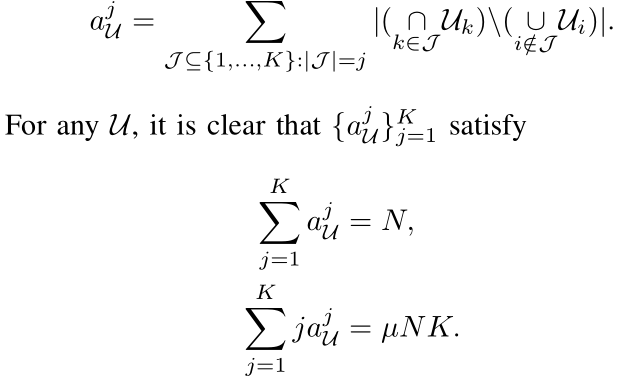 $a_{\mathcal{U}}^{j} = \sum_{\mathcal{J} \subseteq \{1,\ldots,K\}:|\mathcal{J}|=j} |(\underset{k \in \mathcal{J}}{\cap} \mathcal{U}_k) \backslash (\underset{i \notin \mathcal{J}}{\cup} \mathcal{U}_i)|.$
For any $\mathcal{U}$, it is clear that $\{a_{\mathcal{U}}^{j}\}_{j=1}^{K}$ satisfy
$\sum_{j=1}^{K} a_{\mathcal{U}}^{j} = N,$
$\sum_{j=1}^{K} j a_{\mathcal{U}}^{j} = \mu N K.$